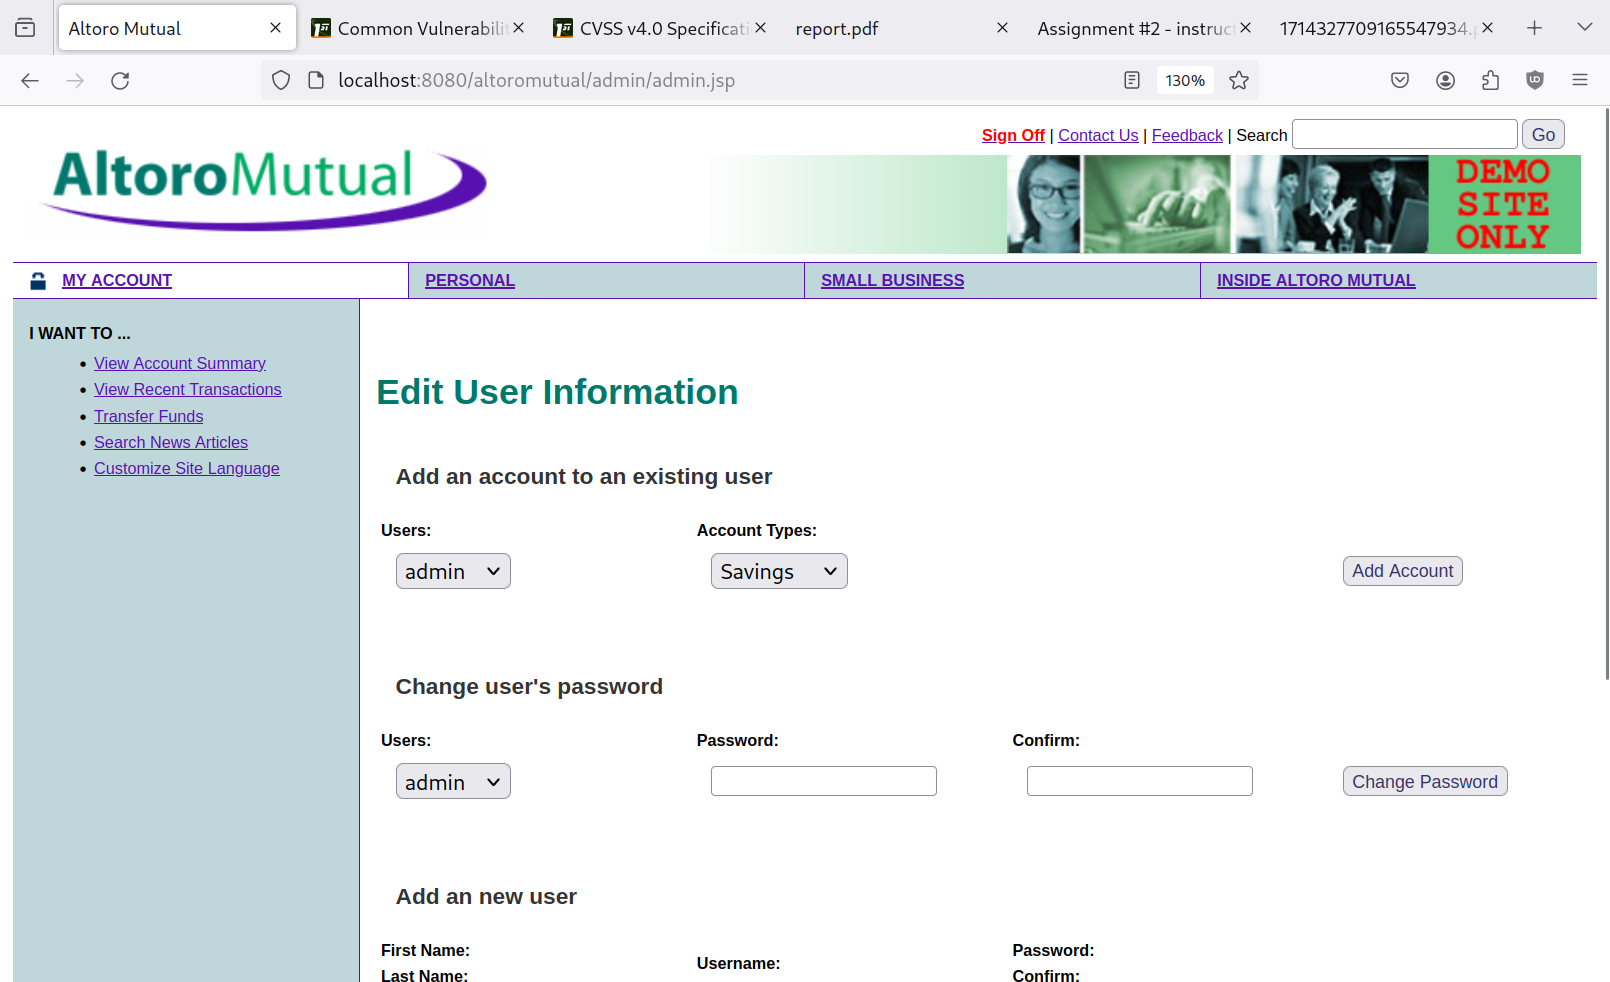 Altoro Mutual
Common Vulnerabili
CVSS v4.0 Specificati
report.pdf
Assignment #2 - instruct
1714327709165547934.p
localhost:8080/altoromutual/admin/admin.jsp
130%
Sign Off | Contact Us | Feedback | Search Go
AltoroMutual
DEMO
SITE
ONLY
MY ACCOUNT
PERSONAL
SMALL BUSINESS
INSIDE ALTORO MUTUAL
I WANT TO ...
View Account Summary
View Recent Transactions
Transfer Funds
Search News Articles
Customize Site Language
Edit User Information
Add an account to an existing user
Users: Account Types:
admin Savings Add Account
Change user's password
Users: Password: Confirm:
admin Change Password
Add an new user
First Name: Password:
Username:
Last Name: Confirm: